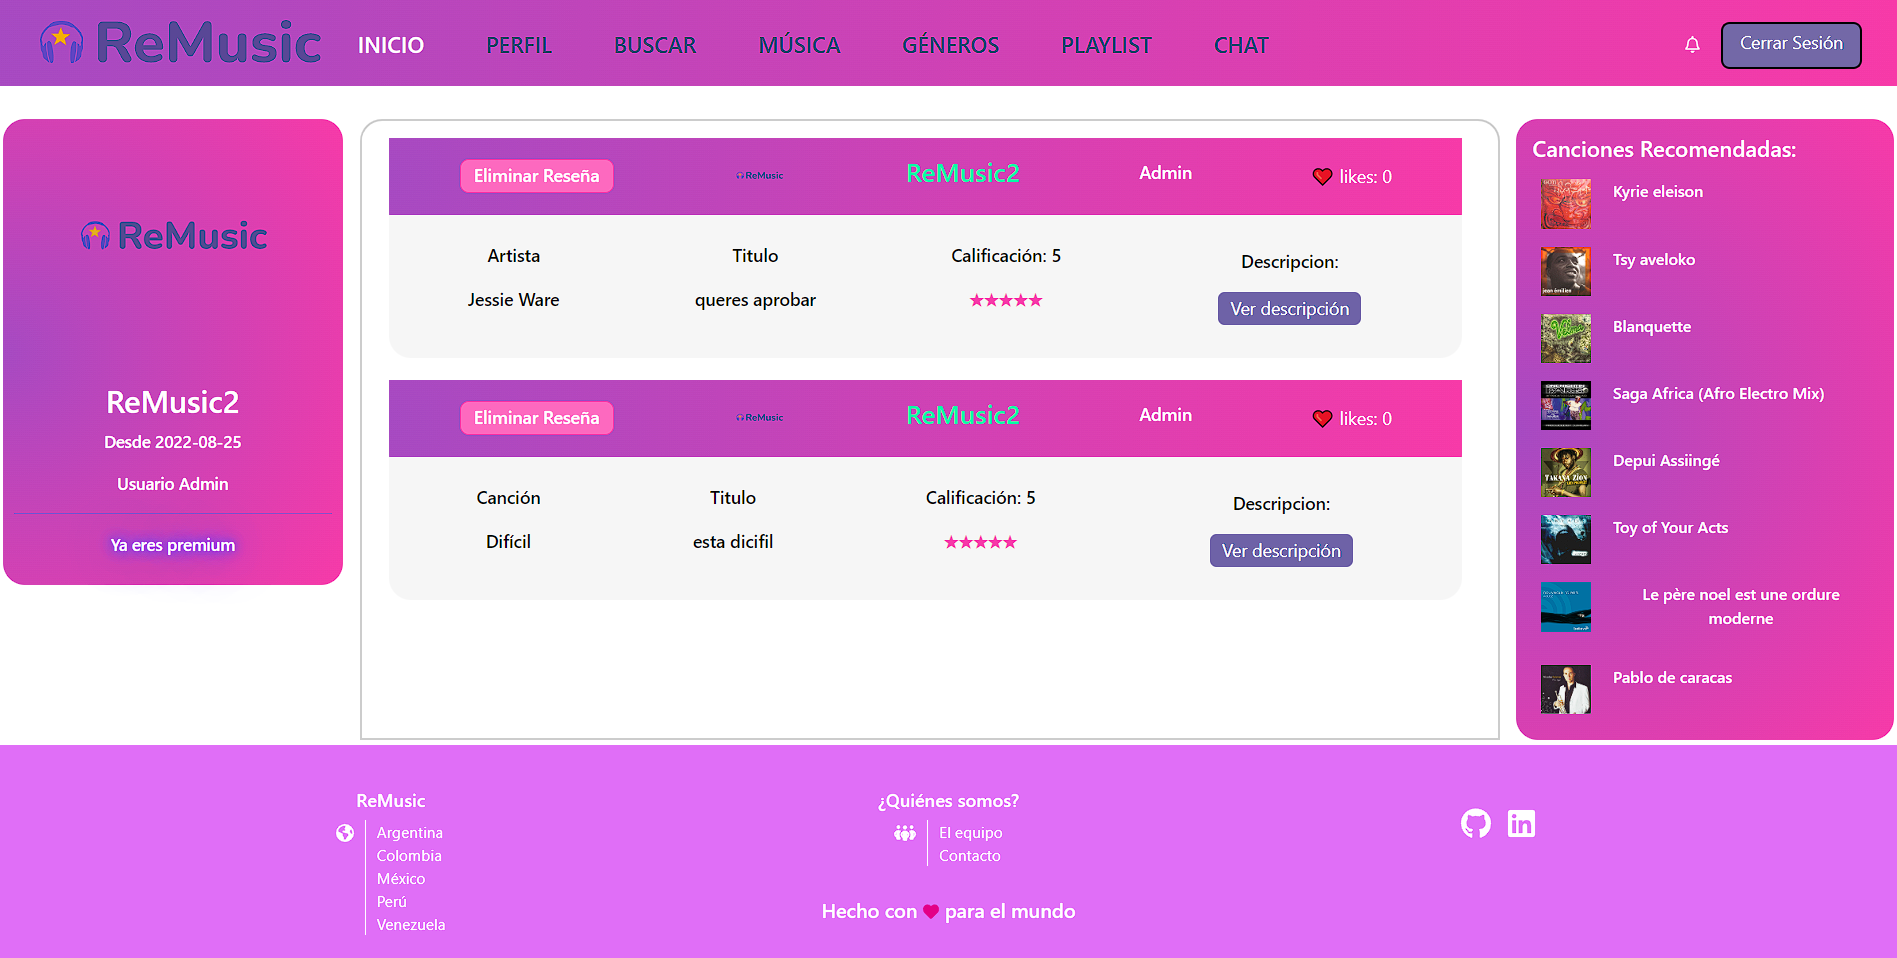 ReMusic
INICIO
PERFIL
BUSCAR
MÚSICA
GÉNEROS
PLAYLIST
CHAT
Cerrar Sesión
ReMusic
ReMusic2
Desde 2022-08-25
Usuario Admin
Ya eres premium
Eliminar Reseña
ReMusic
ReMusic2
Admin
likes: 0
Artista
Jessie Ware
Titulo
queres aprobar
Calificación: 5
★★★★★
Descripcion:
Ver descripción
Eliminar Reseña
ReMusic
ReMusic2
Admin
likes: 0
Canción
Difícil
Titulo
esta dicifil
Calificación: 5
★★★★★
Descripcion:
Ver descripción
Canciones Recomendadas:
Kyrie eleison
Tsy aveloko
jean émilien
Blanquette
Saga Africa (Afro Electro Mix)
Depui Assiingé
TAKANA ZION
Toy of Your Acts
Le père noel est une ordure
moderne
Pablo de caracas
ReMusic
Argentina
Colombia
México
Perú
Venezuela
¿Quiénes somos?
El equipo
Contacto
Hecho con ❤ para el mundo